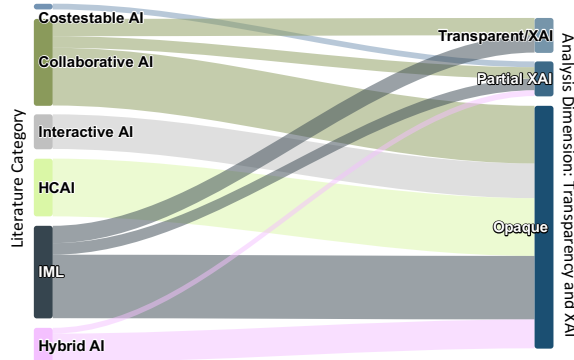 Costestable AI
Collaborative AI
Interactive AI
HCAI
IML
Hybrid AI
Literature Category
Transparent/XAI
Partial XAI
Opaque
Analysis Dimension: Transparency and XAI